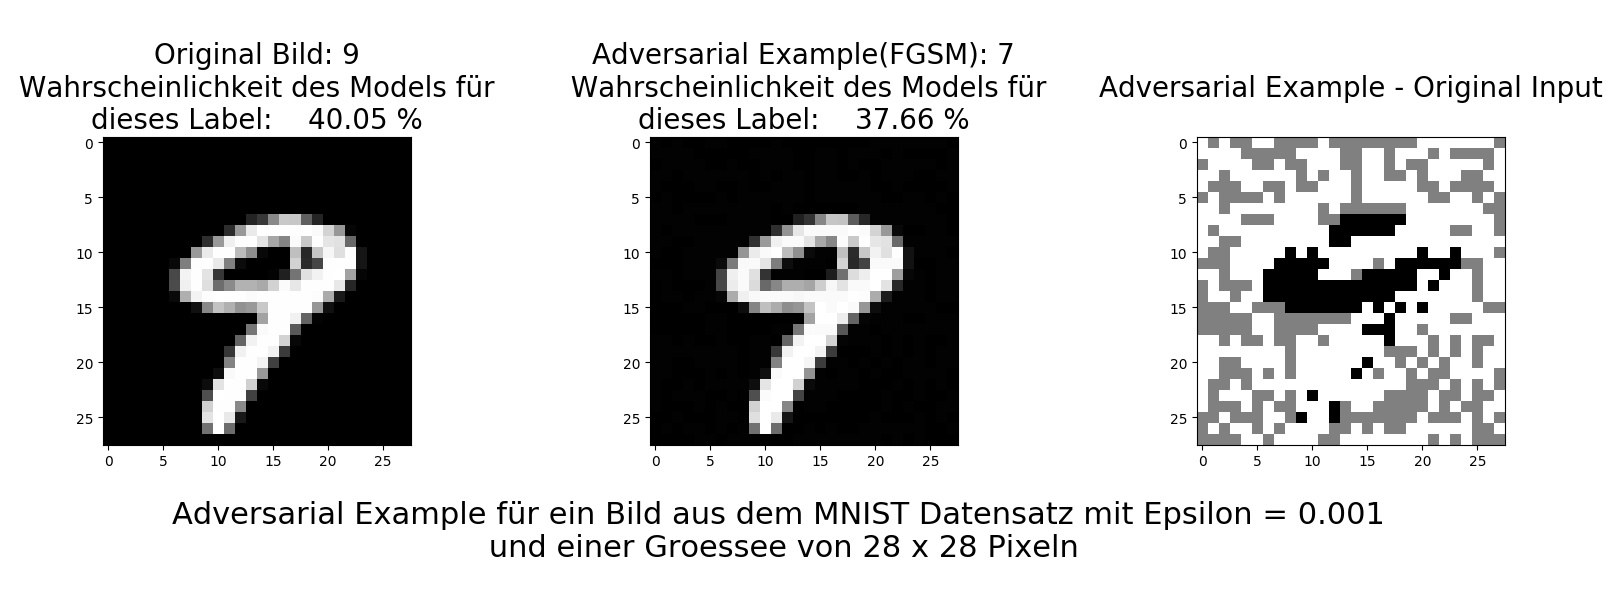 Original Bild: 9
Wahrscheinlichkeit des Models für
dieses Label: 40.05 %
Adversarial Example(FGSM): 7
Wahrscheinlichkeit des Models für
dieses Label: 37.66 %
Adversarial Example - Original Input
0
5
10
15
20
25
0 5 10 15 20 25
0
5
10
15
20
25
0 5 10 15 20 25
0
5
10
15
20
25
0 5 10 15 20 25
Adversarial Example für ein Bild aus dem MNIST Datensatz mit Epsilon = 0.001
und einer Groessee von 28 x 28 Pixeln